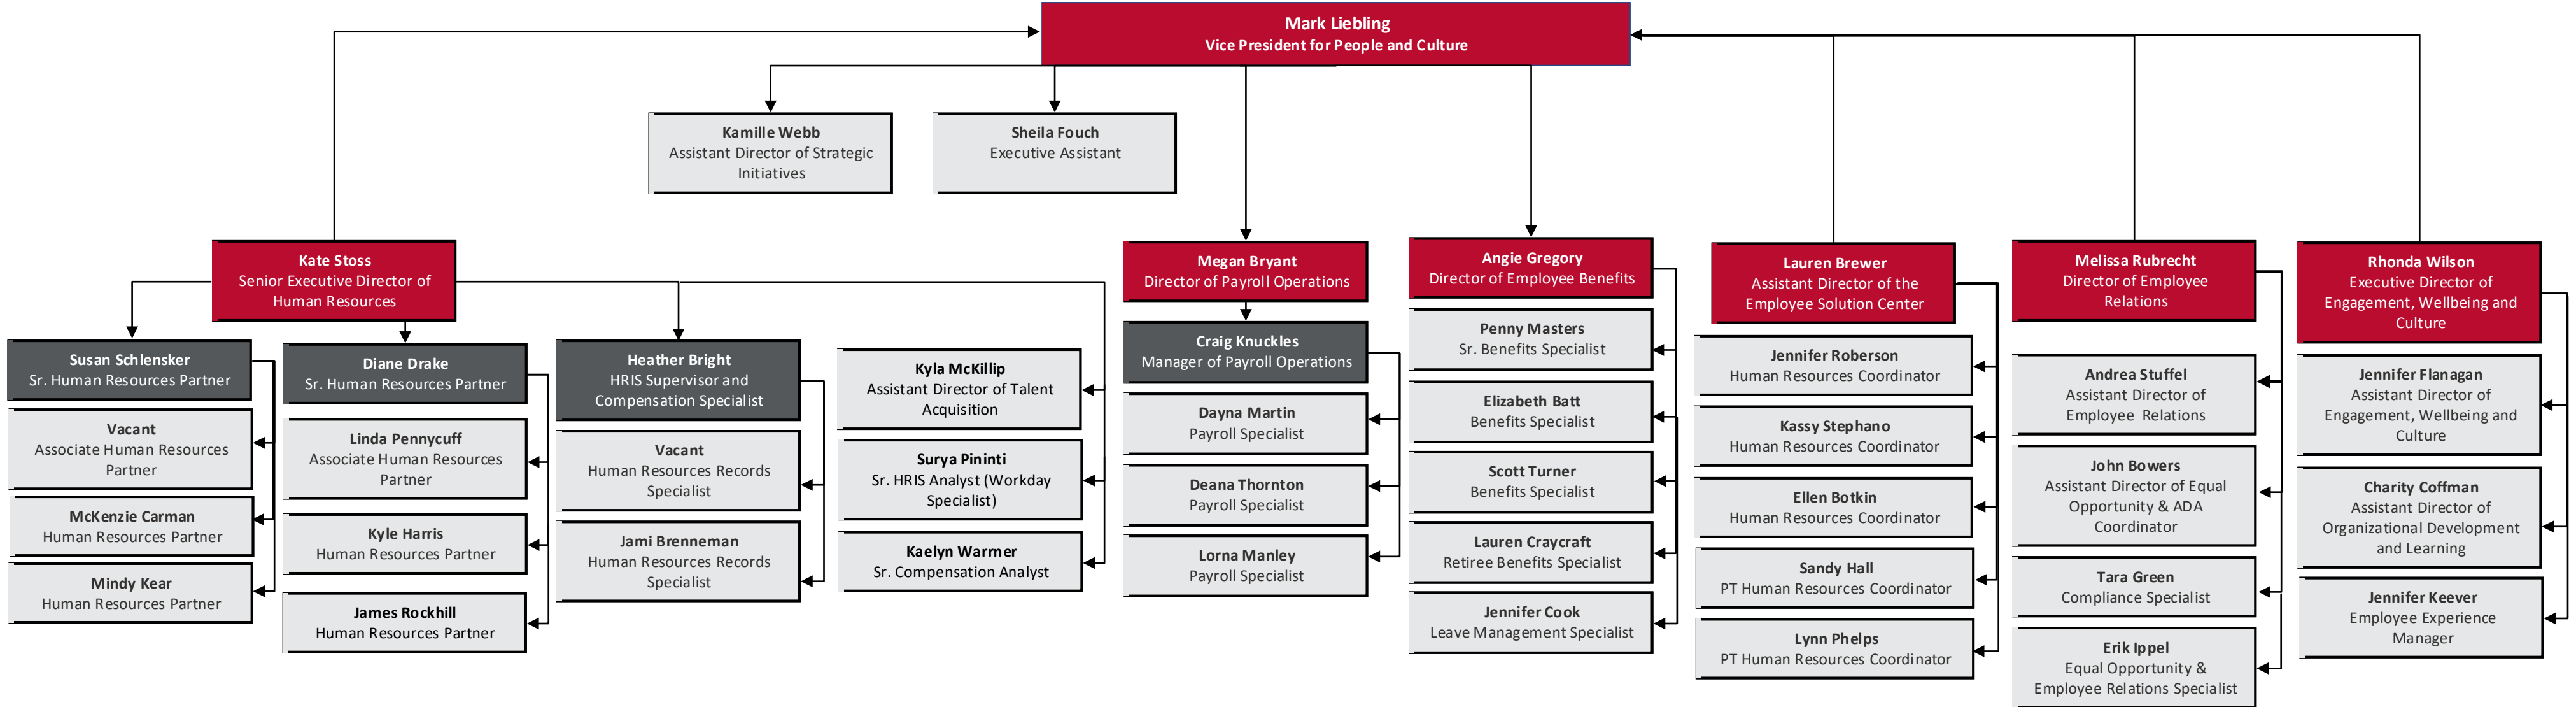 Mark Liebling
Vice President for People and Culture
Kamille Webb
Assistant Director of Strategic
Initiatives
Sheila Fouch
Executive Assistant
Kate Stoss
Senior Executive Director of
Human Resources
Susan Schlensker
Sr. Human Resources Partner
Vacant
Associate Human Resources
Partner
McKenzie Carman
Human Resources Partner
Mindy Kear
Human Resources Partner
Diane Drake
Sr. Human Resources Partner
Linda Pennycuff
Associate Human Resources
Partner
Kyle Harris
Human Resources Partner
James Rockhill
Human Resources Partner
Heather Bright
HRIS Supervisor and
Compensation Specialist
Vacant
Human Resources Records
Specialist
Jami Brenneman
Human Resources Records
Specialist
Kyla McKillip
Assistant Director of Talent
Acquisition
Surya Pininti
Sr. HRIS Analyst (Workday
Specialist)
Kaelyn Warrner
Sr. Compensation Analyst
Megan Bryant
Director of Payroll Operations
Craig Knuckles
Manager of Payroll Operations
Dayna Martin
Payroll Specialist
Deana Thornton
Payroll Specialist
Lorna Manley
Payroll Specialist
Angie Gregory
Director of Employee Benefits
Penny Masters
Sr. Benefits Specialist
Elizabeth Batt
Benefits Specialist
Scott Turner
Benefits Specialist
Lauren Craycraft
Retiree Benefits Specialist
Jennifer Cook
Leave Management Specialist
Lauren Brewer
Assistant Director of the
Employee Solution Center
Jennifer Roberson
Human Resources Coordinator
Kassy Stephano
Human Resources Coordinator
Ellen Botkin
Human Resources Coordinator
Sandy Hall
PT Human Resources Coordinator
Lynn Phelps
PT Human Resources Coordinator
Melissa Rubrecht
Director of Employee
Relations
Andrea Stuffel
Assistant Director of
Employee Relations
John Bowers
Assistant Director of Equal
Opportunity & ADA
Coordinator
Tara Green
Compliance Specialist
Erik Ippel
Equal Opportunity &
Employee Relations Specialist
Rhonda Wilson
Executive Director of
Engagement, Wellbeing and
Culture
Jennifer Flanagan
Assistant Director of
Engagement, Wellbeing and
Culture
Charity Coffman
Assistant Director of
Organizational Development
and Learning
Jennifer Keever
Employee Experience
Manager